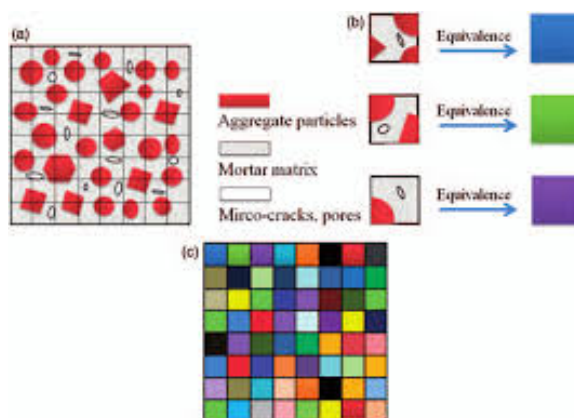 (a)
(b)
Equivalence
Aggregate particles
Equivalence
Mortar matrix
Mirco-cracks, pores
Equivalence
(c)